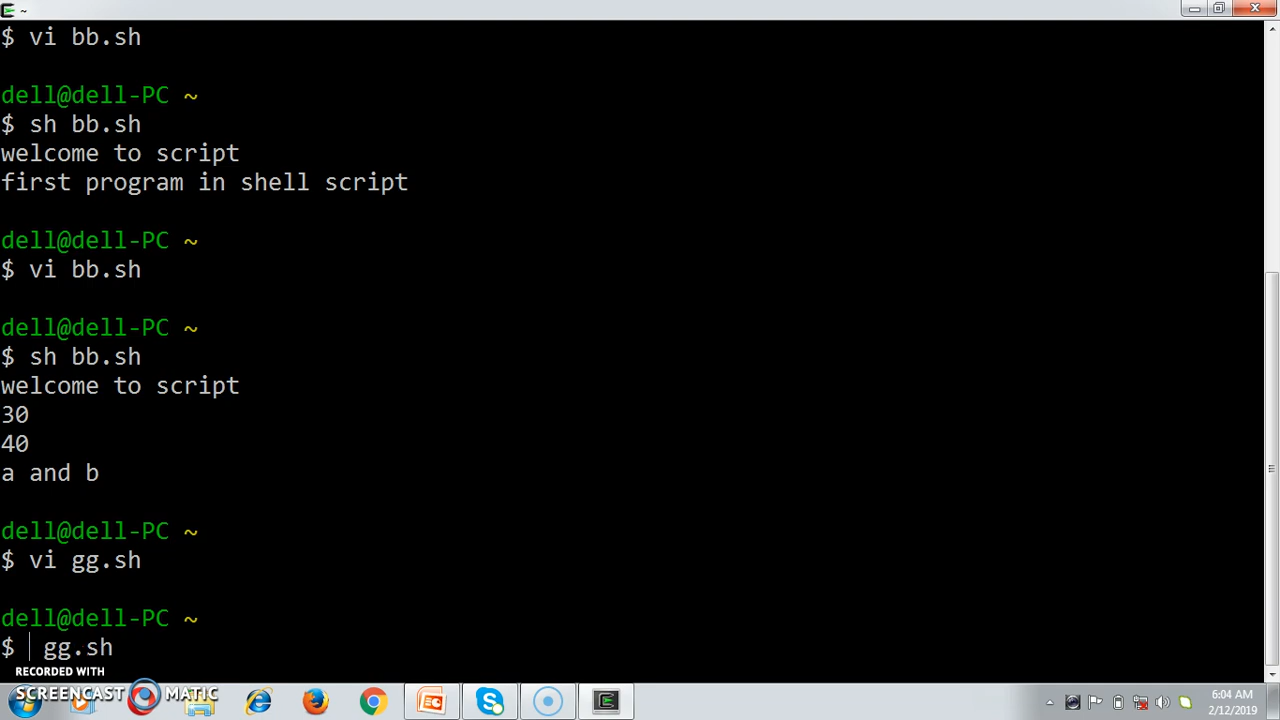 ~
$ vi bb.sh
dell@dell-PC ~
$ sh bb.sh
welcome to script
first program in shell script
dell@dell-PC ~
$ vi bb.sh
dell@dell-PC ~
$ sh bb.sh
welcome to script
30
40
a and b
dell@dell-PC ~
$ vi gg.sh
dell@dell-PC ~
$ gg.sh
RECORDED WITH
SCREENCAST MATIC
6:04 AM
2/12/2019